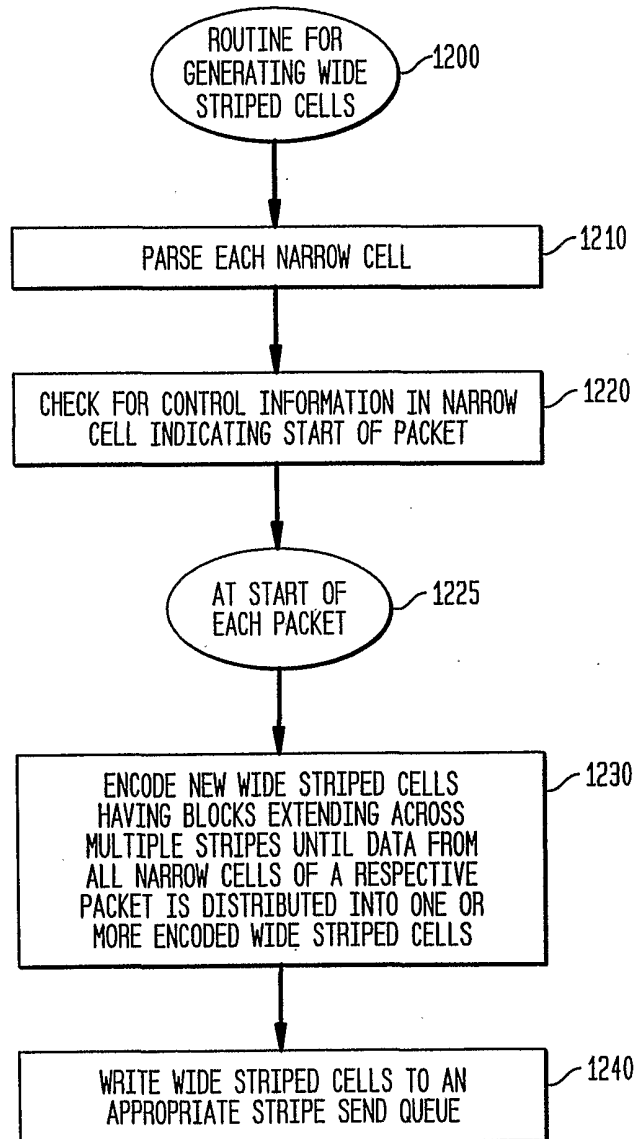 ROUTINE FOR
GENERATING WIDE
STRIPED CELLS
1200
PARSE EACH NARROW CELL
1210
CHECK FOR CONTROL INFORMATION IN NARROW
CELL INDICATING START OF PACKET
1220
AT START OF
EACH PACKET
1225
ENCODE NEW WIDE STRIPED CELLS
HAVING BLOCKS EXTENDING ACROSS
MULTIPLE STRIPES UNTIL DATA FROM
ALL NARROW CELLS OF A RESPECTIVE
PACKET IS DISTRIBUTED INTO ONE OR
MORE ENCODED WIDE STRIPED CELLS
1230
WRITE WIDE STRIPED CELLS TO AN
APPROPRIATE STRIPE SEND QUEUE
1240